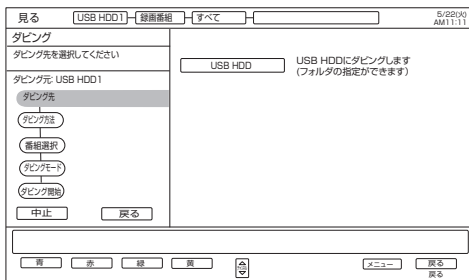 見る USB HDD1 録画番組 すべて 5/22(火)
AM11:11
ダビング
ダビング先を選択してください
USB HDD USB HDDにダビングします
(フォルダの指定ができます)
ダビング元: USB HDD1
ダビング先
ダビング方法
番組選択
ダビングモード
ダビング開始
中止 戻る
青 赤 緑 黄 メニュー 戻る
戻る